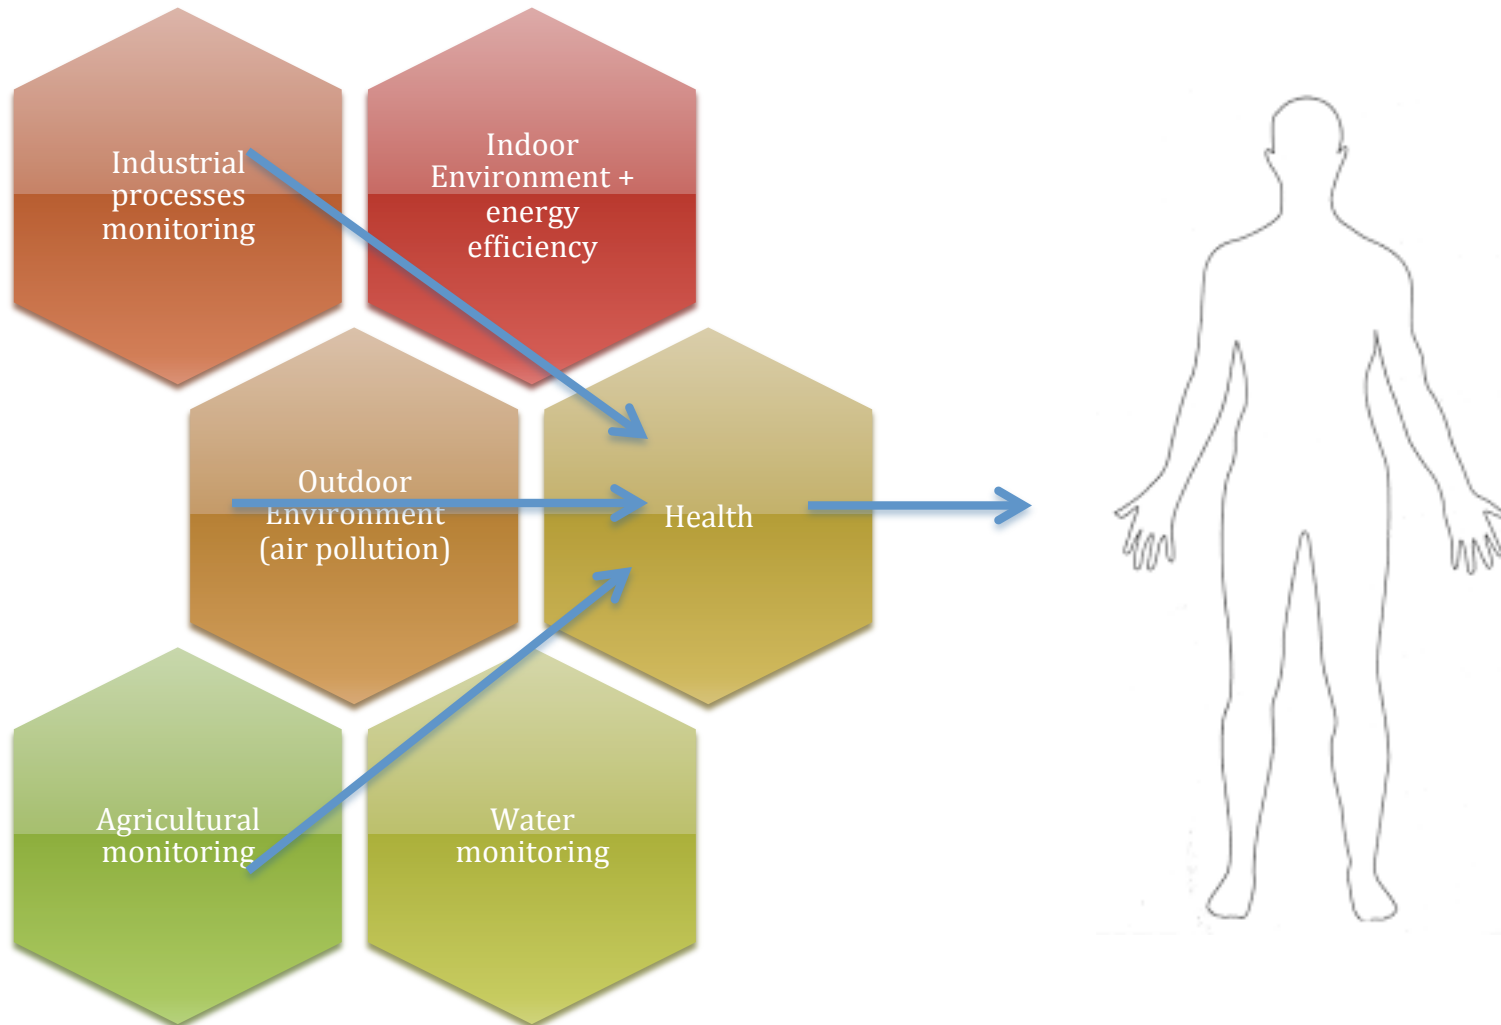 Industrial
processes
monitoring
Indoor
Environment +
energy
efficiency
Outdoor
Environment
(air pollution)
Health
Agricultural
monitoring
Water
monitoring